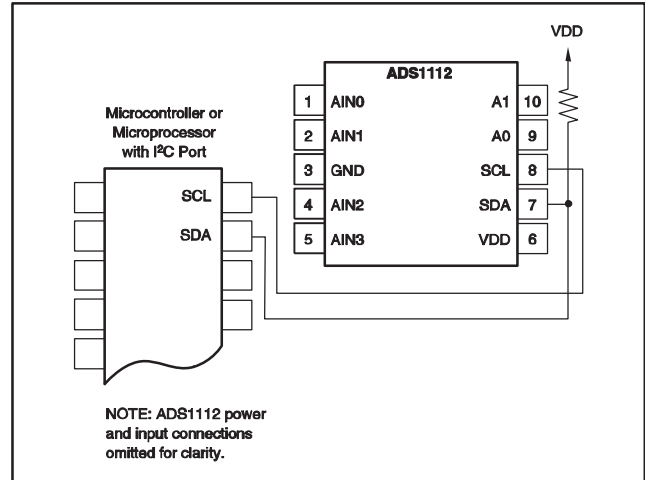 VDD
ADS1112
1 AIN0 A1 10
2 AIN1 A0 9
3 GND SCL 8
4 AIN2 SDA 7
5 AIN3 VDD 6
Microcontroller or
Microprocessor
with I²C Port
SCL
SDA
NOTE: ADS1112 power
and input connections
omitted for clarity.